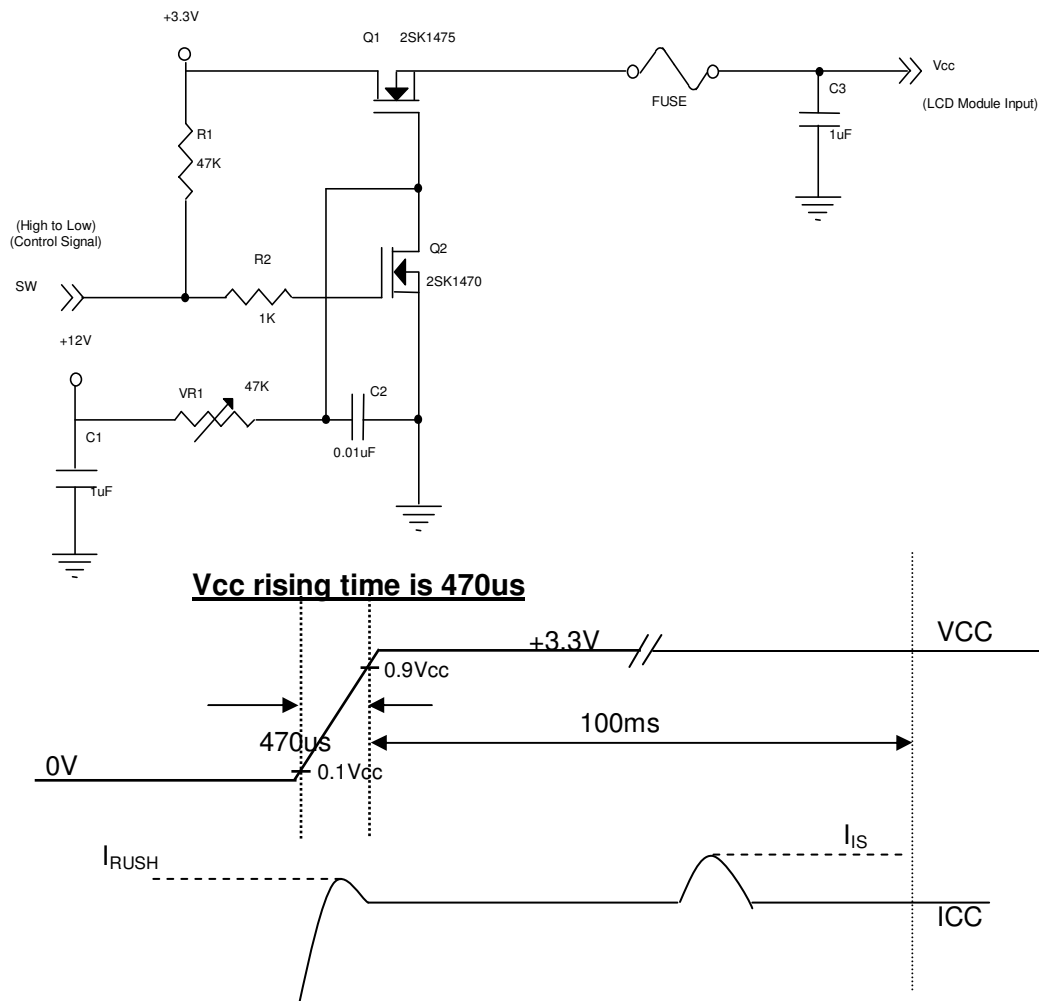 +3.3V
Q1 2SK1475
Vcc
C3
FUSE
(LCD Module Input)
R1
47K
1uF
(High to Low)
(Control Signal)
Q2
R2
2SK1470
SW
1K
+12V
47K
VR1
C2
C1
0.01uF
1uF
Vcc rising time is 470us
+3.3V
VCC
0.9Vcc
100ms
470us
0V
0.1Vcc
IIS
IRUSH
ICC